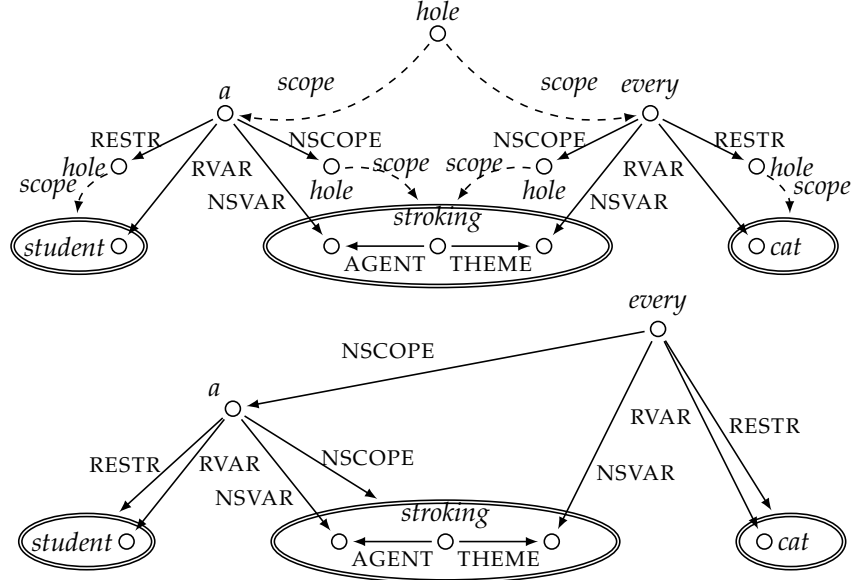 hole
scope scope
a every
RESTR NSCOPE NSCOPE RESTR
hole RVAR scope scope RVAR hole
scope NSVAR hole hole NSVAR scope
stroking
student cat
AGENT THEME
every
NSCOPE
a
RVAR RESTR
RESTR RVAR NSCOPE
NSVAR NSVAR
stroking
student cat
AGENT THEME